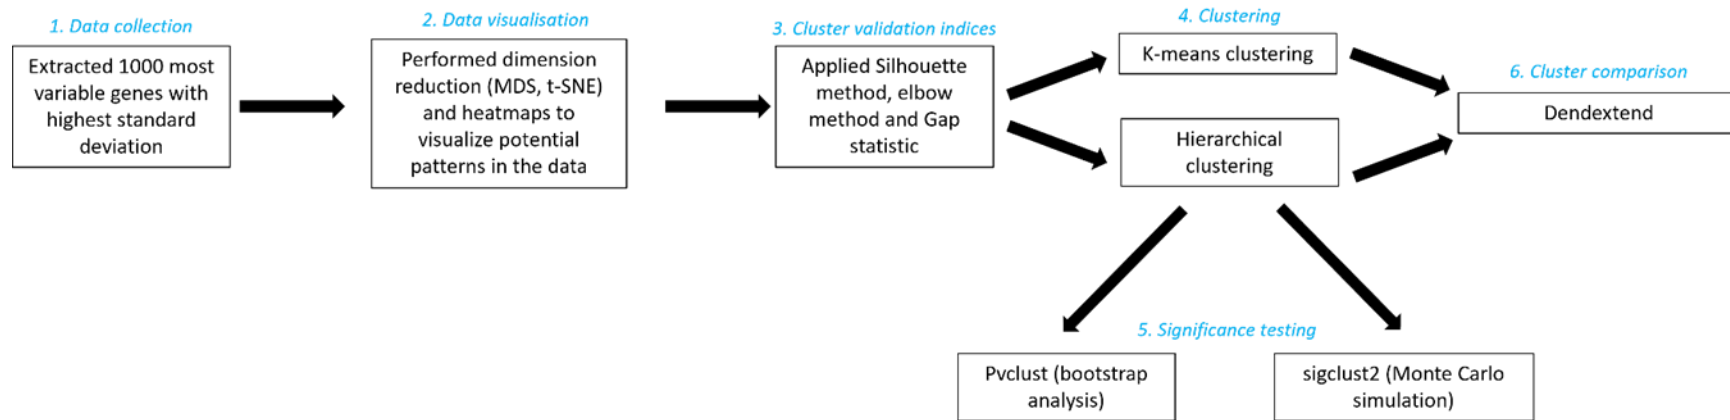 1. Data collection
Extracted 1000 most
variable genes with
highest standard
deviation
2. Data visualisation
Performed dimension
reduction (MDS, t-SNE)
and heatmaps to
visualize potential
patterns in the data
3. Cluster validation indices
Applied Silhouette
method, elbow
method and Gap
statistic
4. Clustering
K-means clustering
Hierarchical
clustering
5. Significance testing
Pvclust (bootstrap
analysis)
sigclust2 (Monte Carlo
simulation)
6. Cluster comparison
Dendextend